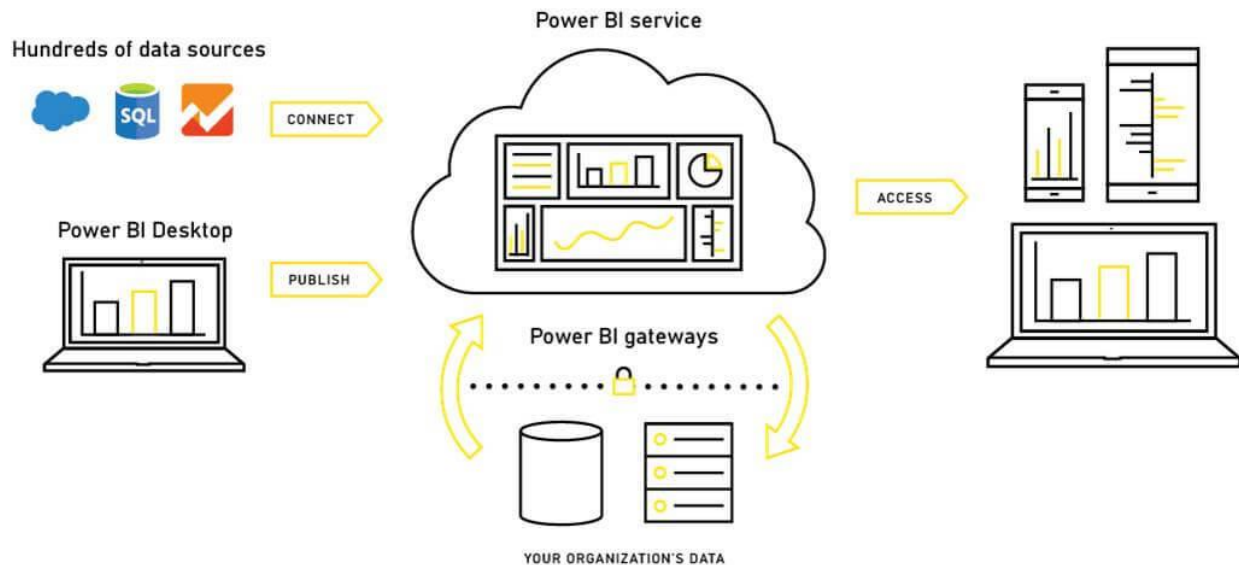 Power BI service
Hundreds of data sources
SQL
CONNECT
ACCESS
Power BI Desktop
PUBLISH
Power BI gateways
YOUR ORGANIZATION'S DATA